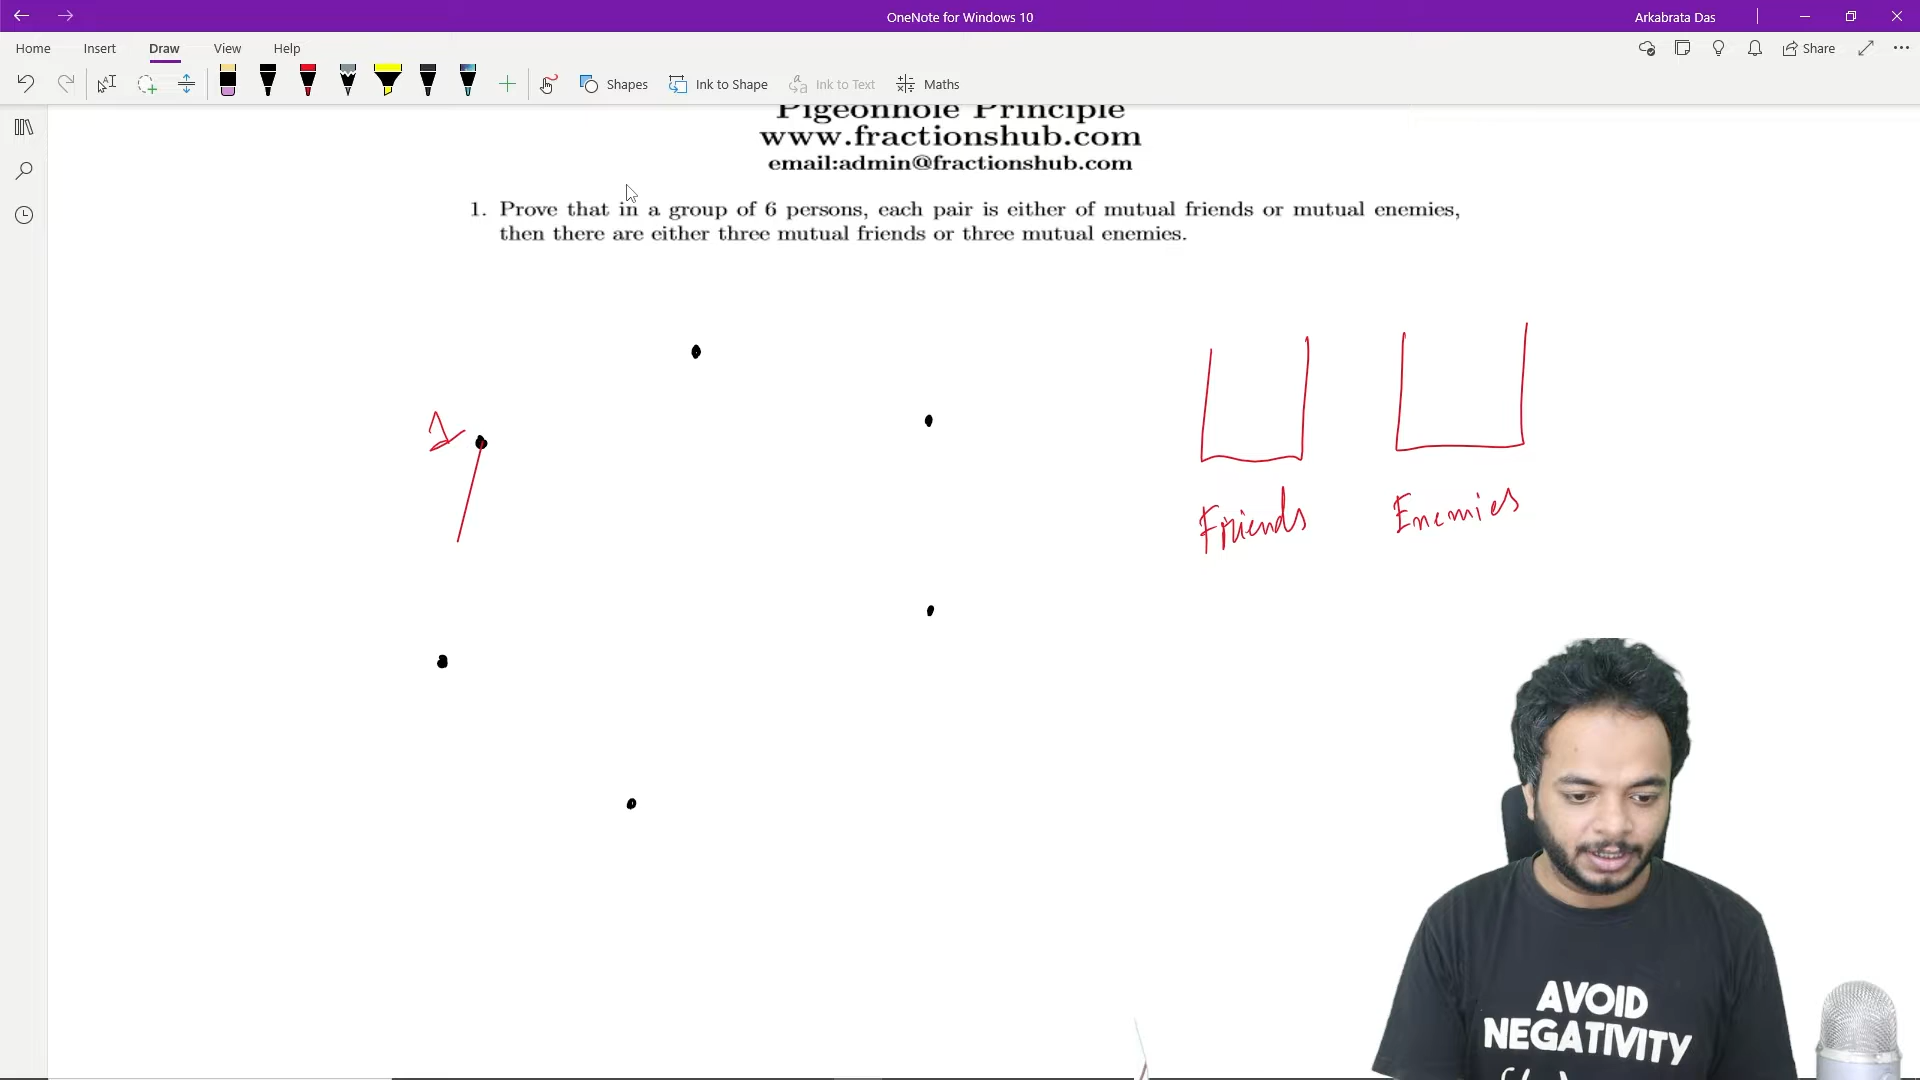 OneNote for Windows 10
Arkabrata Das
Home Insert Draw View Help
Share
Shapes Ink to Shape Ink to Text Maths
Pigeonhole Principle
www.fractionshub.com
email:admin@fractionshub.com
1. Prove that in a group of 6 persons, each pair is either of mutual friends or mutual enemies,
then there are either three mutual friends or three mutual enemies.
1
Friends Enemies
AVOID
NEGATIVITY